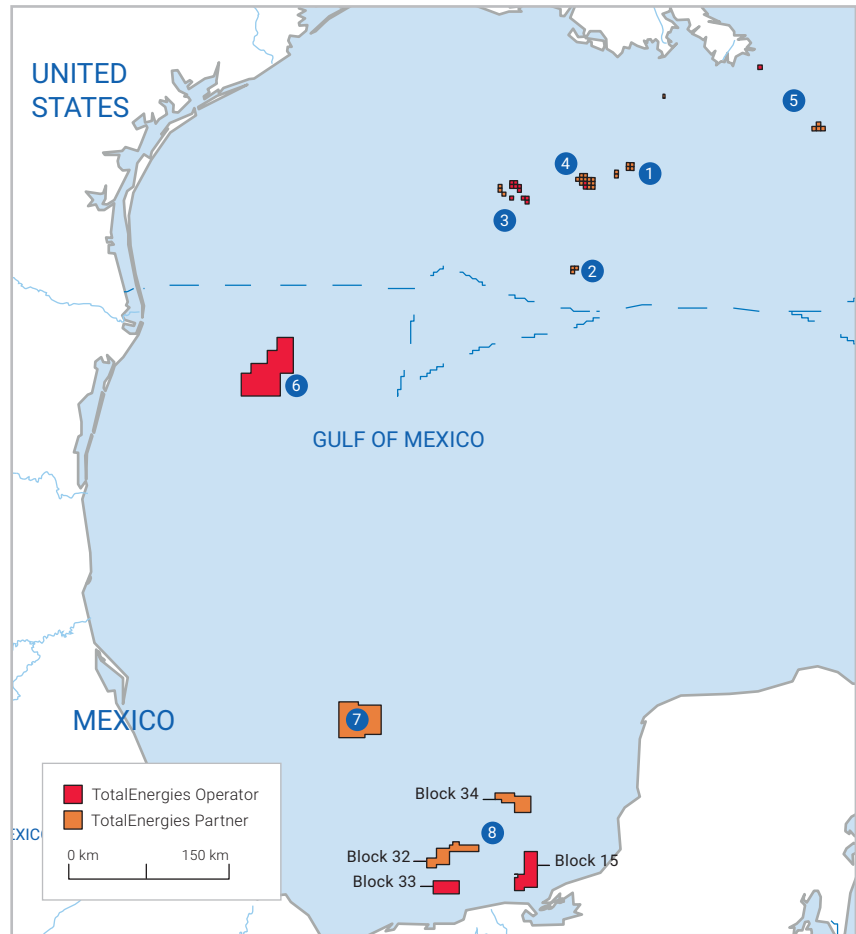 UNITED
STATES
5
4
1
3
2
6
GULF OF MEXICO
MEXICO
7
TotalEnergies Operator
TotalEnergies Partner
0 km
150 km
EXIC
Block 34
8
Block 32
Block 15
Block 33